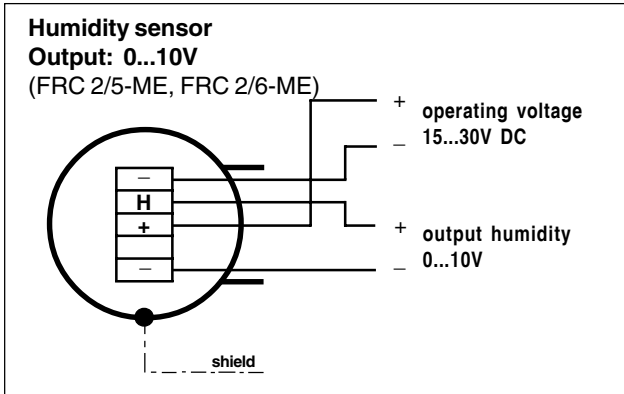 Humidity sensor
Output: 0...10V
(FRC 2/5-ME, FRC 2/6-ME)
+ operating voltage
– 15...30V DC
–
H
+
–
+ output humidity
– 0...10V
shield